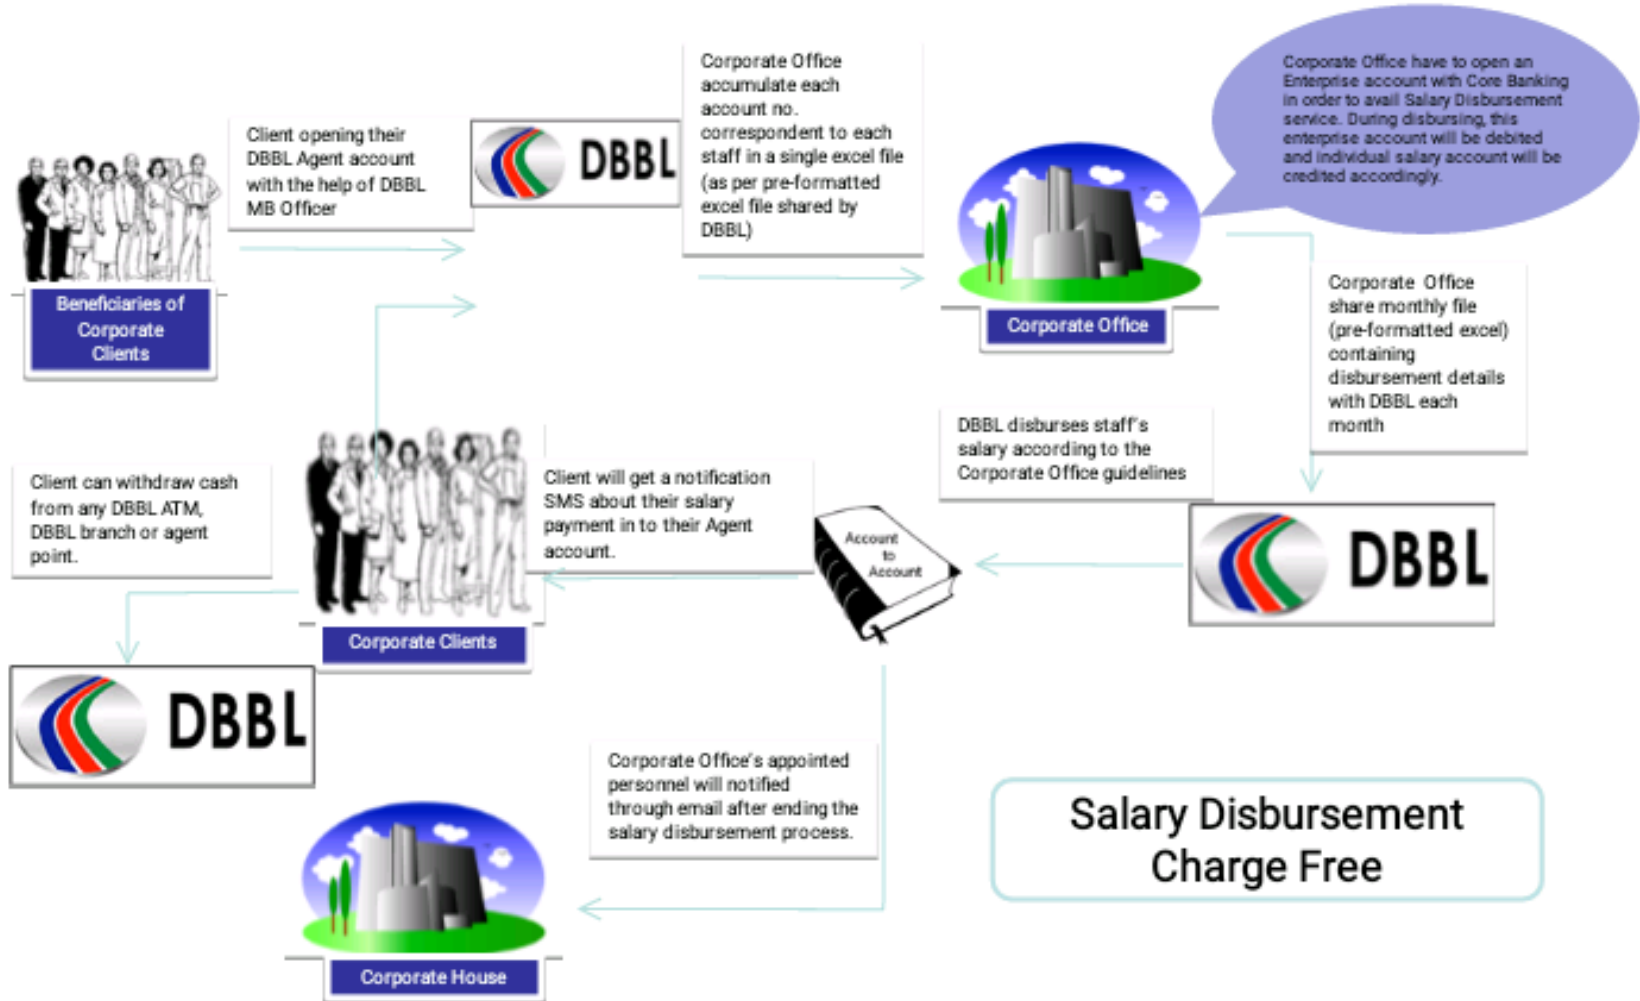 Corporate Office
accumulate each
account no.
correspondent to each
staff in a single excel file
(as per pre-formatted
excel file shared by
DBBL)
Corporate Office have to open an
Enterprise account with Core Banking
in order to avail Salary Disbursement
service. During disbursing, this
enterprise account will be debited
and individual salary account will be
credited accordingly.
Client opening their
DBBL Agent account
with the help of DBBL
MB Officer
DBBL
Beneficiaries of
Corporate
Clients
Corporate Office
Corporate Office
share monthly file
(pre-formatted excel)
containing
disbursement details
with DBBL each
month
DBBL disburses staff's
salary according to the
Corporate Office guidelines
DBBL
Account
to
Account
Client will get a notification
SMS about their salary
payment in to their Agent
account.
Corporate Clients
Client can withdraw cash
from any DBBL ATM,
DBBL branch or agent
point.
DBBL
Corporate Office's appointed
personnel will notified
through email after ending the
salary disbursement process.
Corporate House
Salary Disbursement
Charge Free